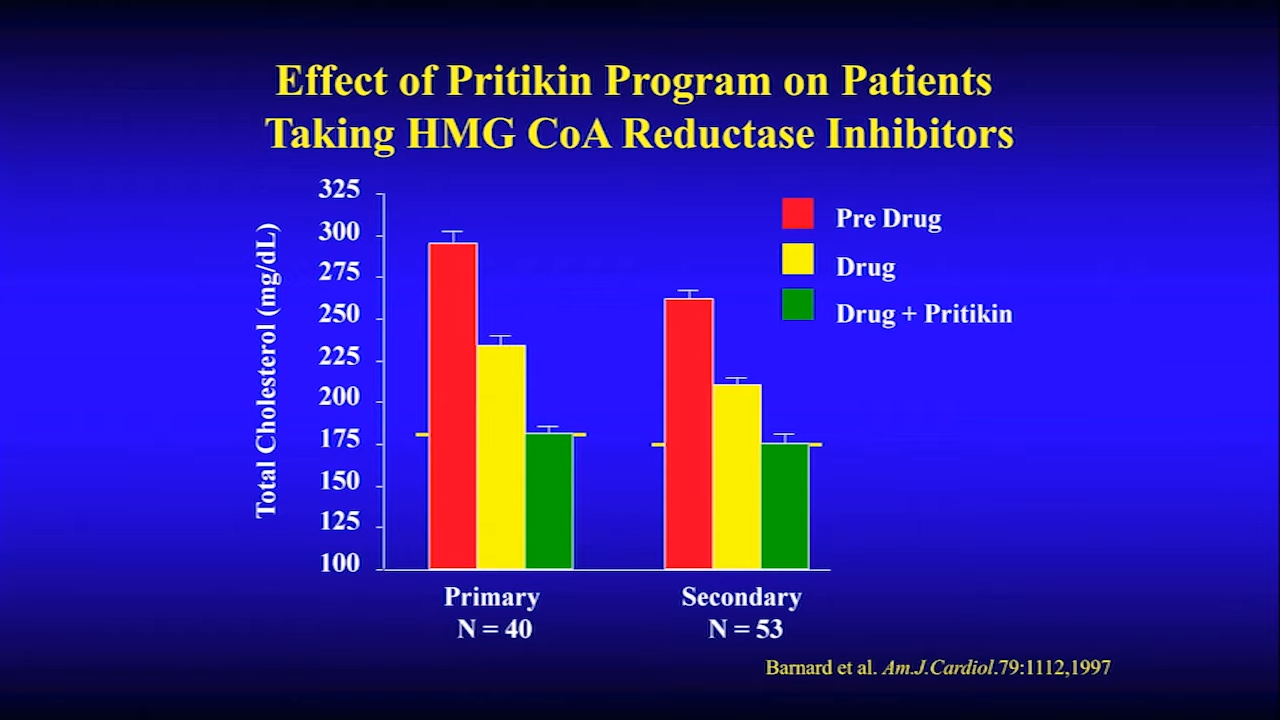 Effect of Pritikin Program on Patients
Taking HMG CoA Reductase Inhibitors
Total Cholesterol (mg/dL)
325
300
275
250
225
200
175
150
125
100
Pre Drug
Drug
Drug + Pritikin
Primary
N = 40
Secondary
N = 53
Barnard et al. Am.J.Cardiol.79:1112,1997